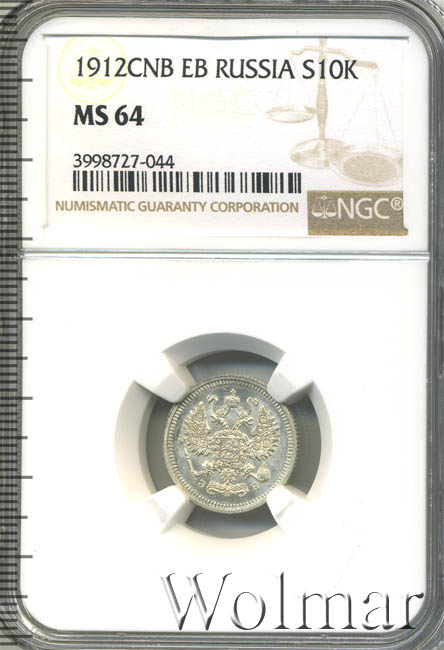 1912CNB EB RUSSIA S10K
MS 64
3998727-044
NUMISMATIC GUARANTY CORPORATION
NGC®
Э Б
Wolmar